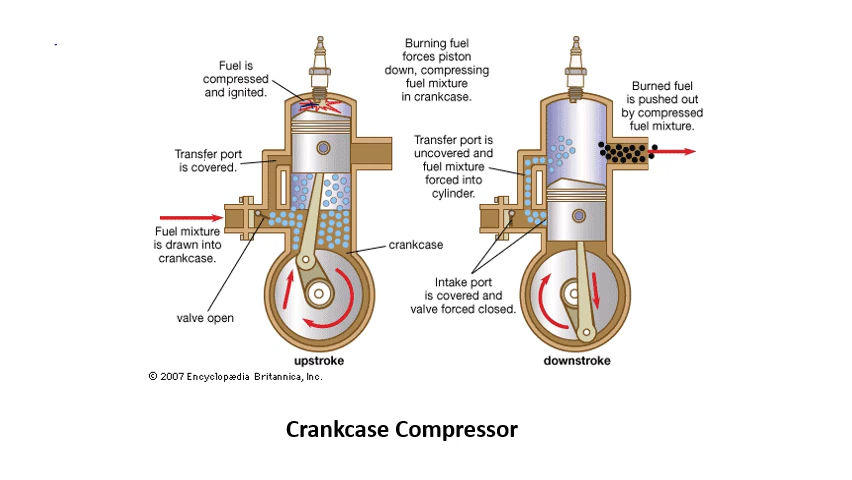 Fuel is
compressed
and ignited.
Burning fuel
forces piston
down, compressing
fuel mixture
in crankcase.
Burned fuel
is pushed out
by compressed
fuel mixture.
Transfer port
is covered.
Transfer port is
uncovered and
fuel mixture
forced into
cylinder.
Fuel mixture
is drawn into
crankcase.
crankcase
valve open
Intake port
is covered and
valve forced closed.
upstroke
downstroke
© 2007 Encyclopædia Britannica, Inc.
Crankcase Compressor